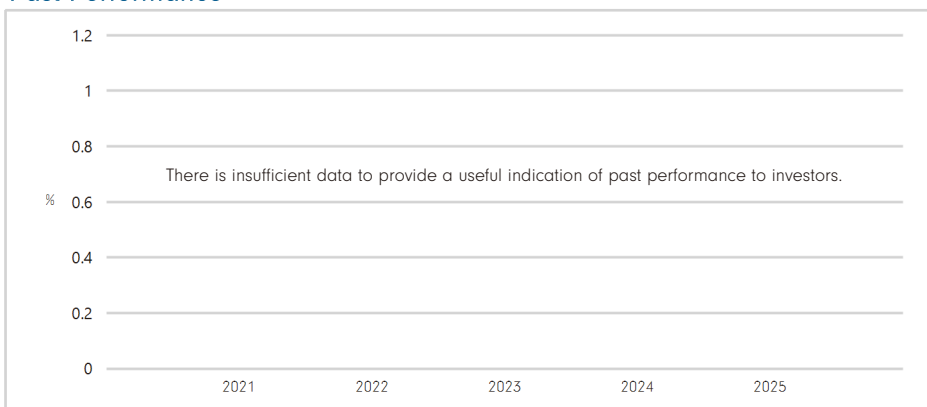 Past Performance
1.2
1
0.8
There is insufficient data to provide a useful indication of past performance to investors.
%
0.6
0.4
0.2
0
2021 2022 2023 2024 2025